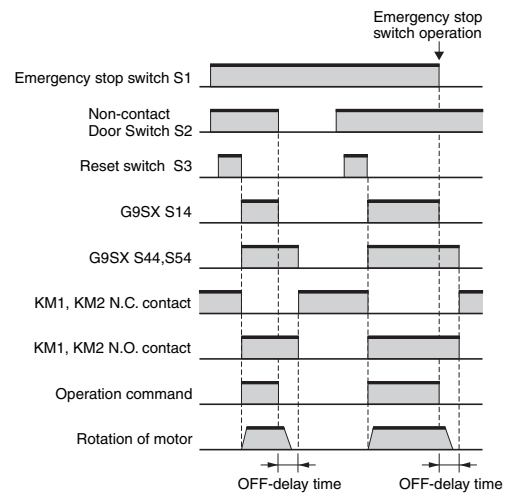 Emergency stop
switch operation
Emergency stop switch S1
Non-contact
Door Switch S2
Reset switch S3
G9SX S14
G9SX S44,S54
KM1, KM2 N.C. contact
KM1, KM2 N.O. contact
Operation command
Rotation of motor
OFF-delay time
OFF-delay time